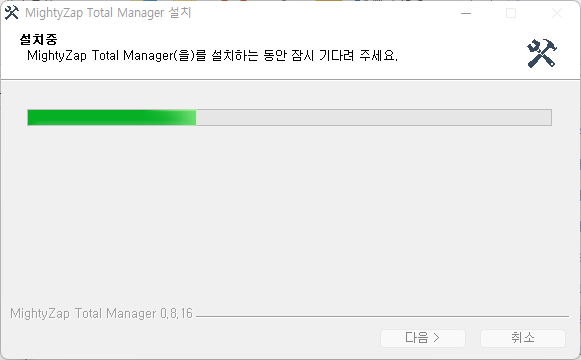 MightyZap Total Manager 설치
설치중
MightyZap Total Manager(을)를 설치하는 동안 잠시 기다려 주세요.
MightyZap Total Manager 0.8.16
다음 >
취소